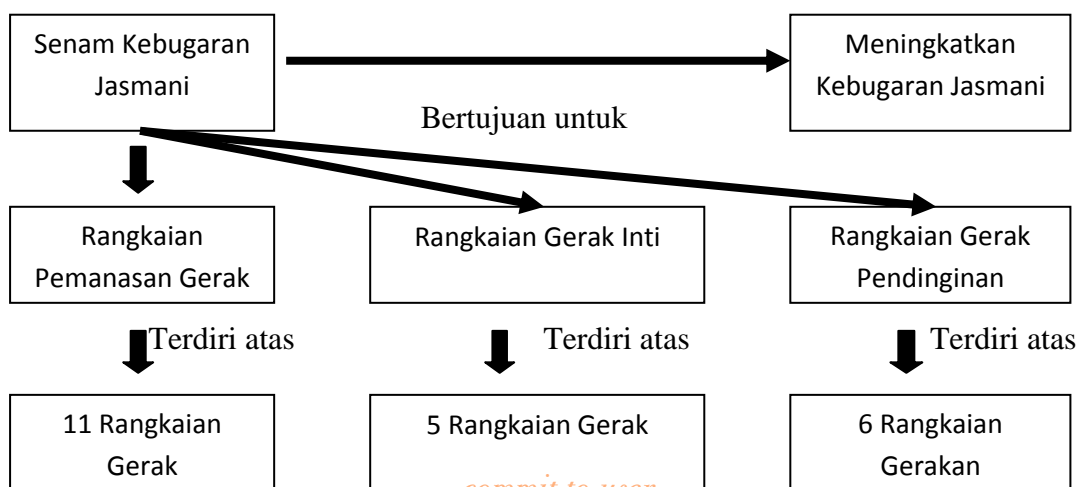 Senam Kebugaran
Jasmani
Meningkatkan
Kebugaran Jasmani
Bertujuan untuk
Rangkaian
Pemanasan Gerak
Rangkaian Gerak Inti
Rangkaian Gerak
Pendinginan
Terdiri atas
Terdiri atas
Terdiri atas
11 Rangkaian
Gerak
5 Rangkaian Gerak
6 Rangkaian
Gerakan
commit to user